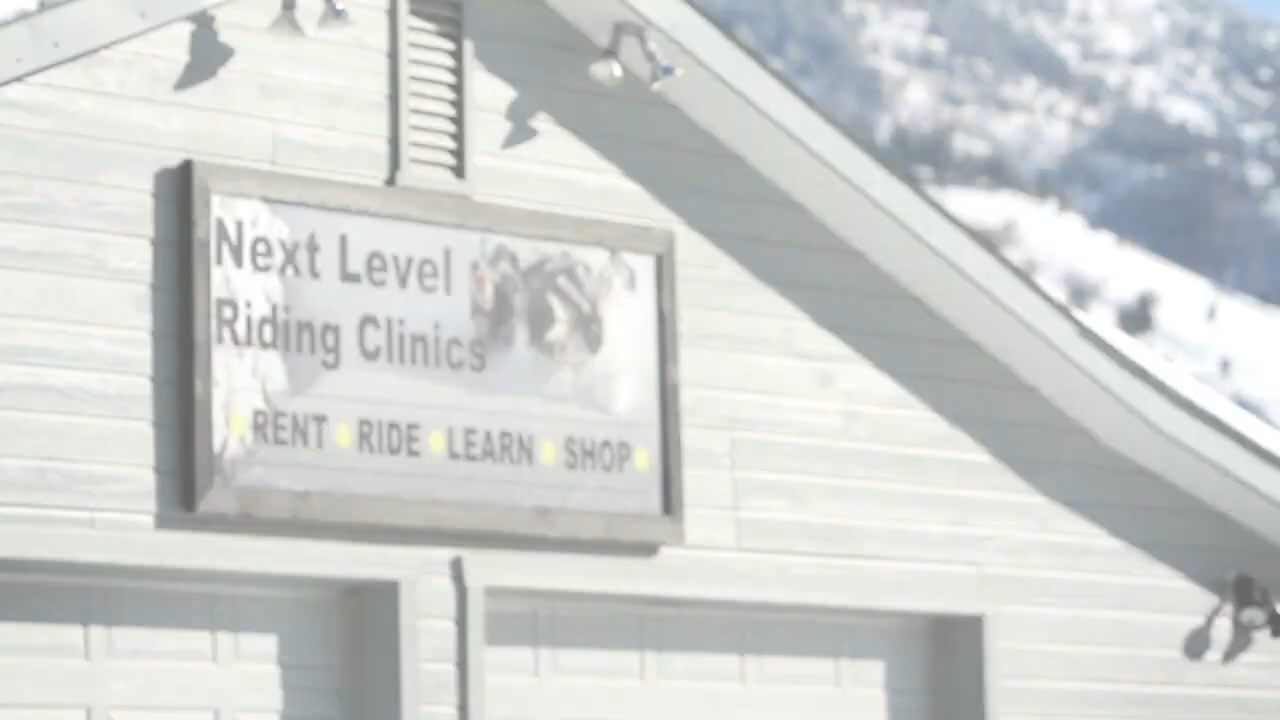 Next Level
Riding Clinics
RENT • RIDE • LEARN • SHOP